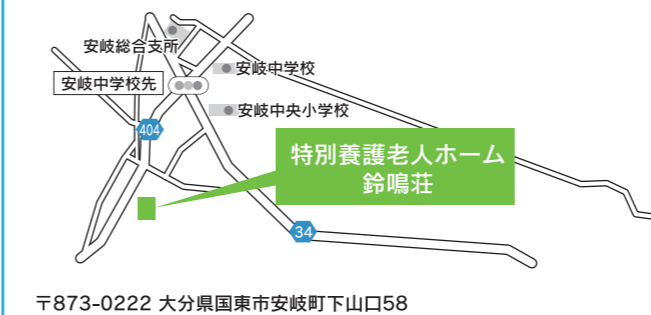 安岐総合支所
安岐中学校
安岐中学校先
安岐中央小学校
404
特別養護老人ホーム
鈴鳴荘
34
〒873-0222 大分県国東市安岐町下山口58